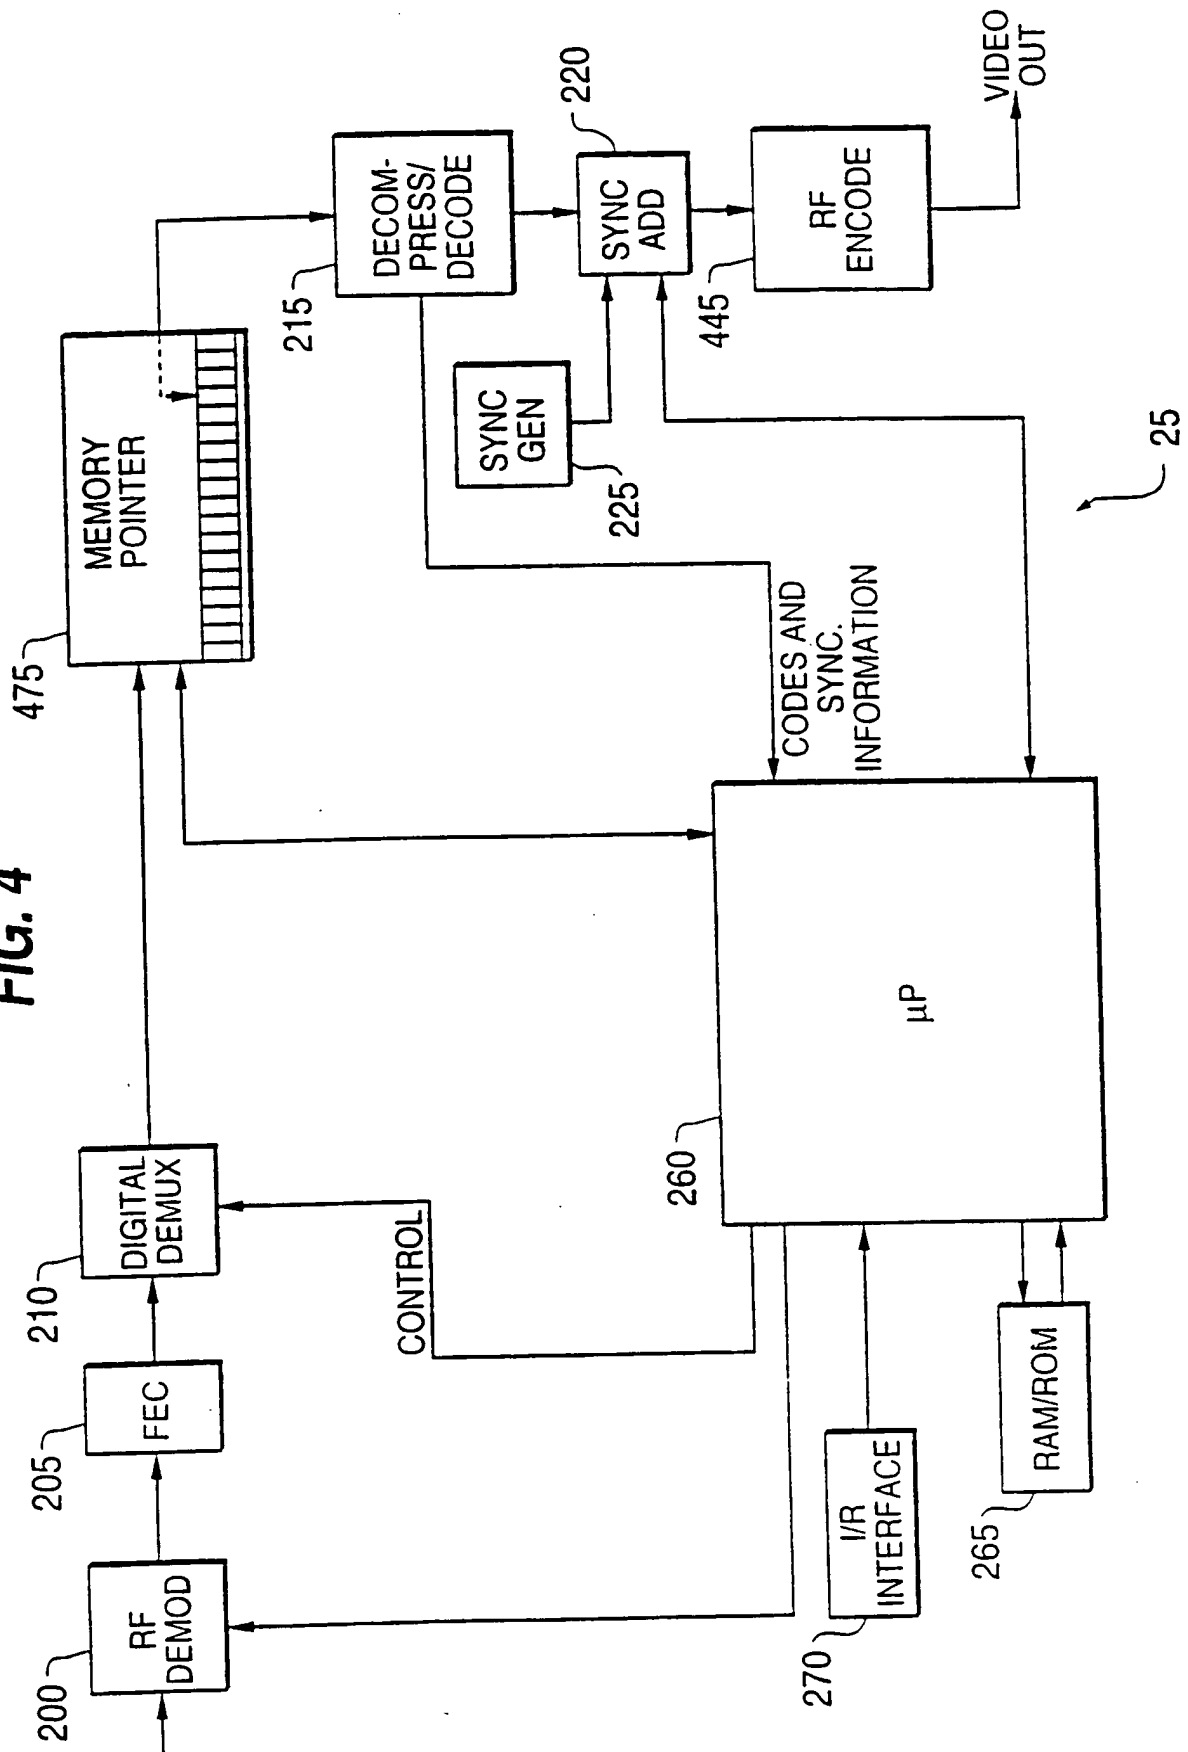 FIG. 4
200
RF
DEMOD
205
FEC
210
DIGITAL
DEMUX
475
MEMORY
POINTER
215
DECOM-
PRESS/
DECODE
CONTROL
225
SYNC
GEN
220
SYNC
ADD
445
RF
ENCODE
VIDEO
OUT
CODES AND
SYNC.
INFORMATION
260
µP
270
I/R
INTERFACE
265
RAM/ROM
25